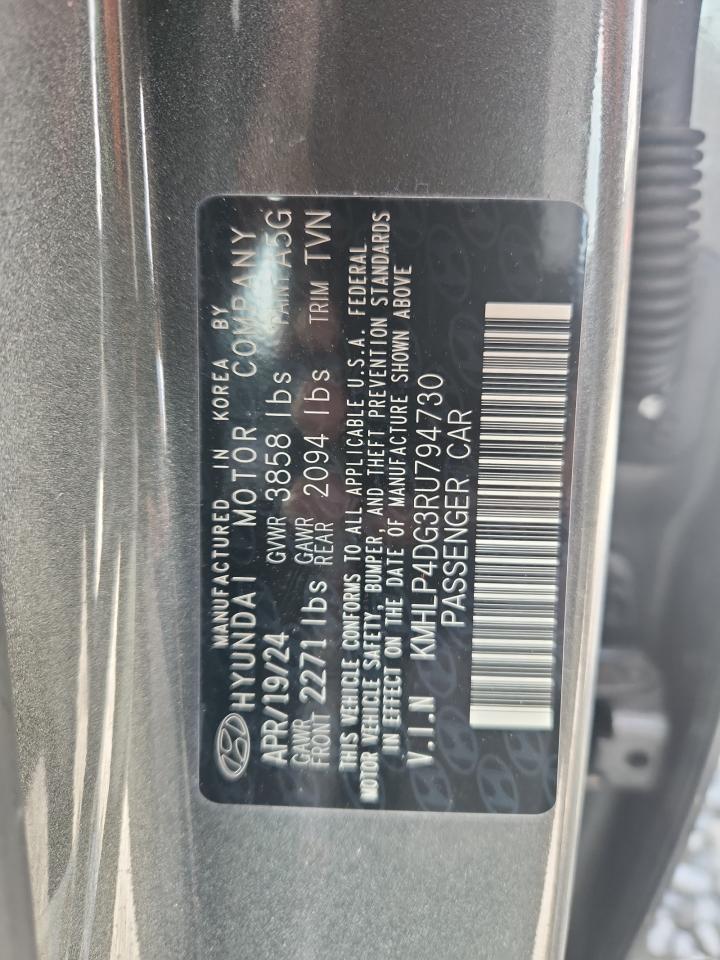 MANUFACTURED IN KOREA BY
HYUNDAI MOTOR COMPANY
APR/19/24 GVWR 3858 lbs PAINT A5G
GAWR FRONT 2271 lbs GAWR REAR 2094 lbs TRIM TVN
THIS VEHICLE CONFORMS TO ALL APPLICABLE U.S.A. FEDERAL
MOTOR VEHICLE SAFETY, BUMPER, AND THEFT PREVENTION STANDARDS
IN EFFECT ON THE DATE OF MANUFACTURE SHOWN ABOVE
V.I.N KMHLP4DG3RU794730
PASSENGER CAR